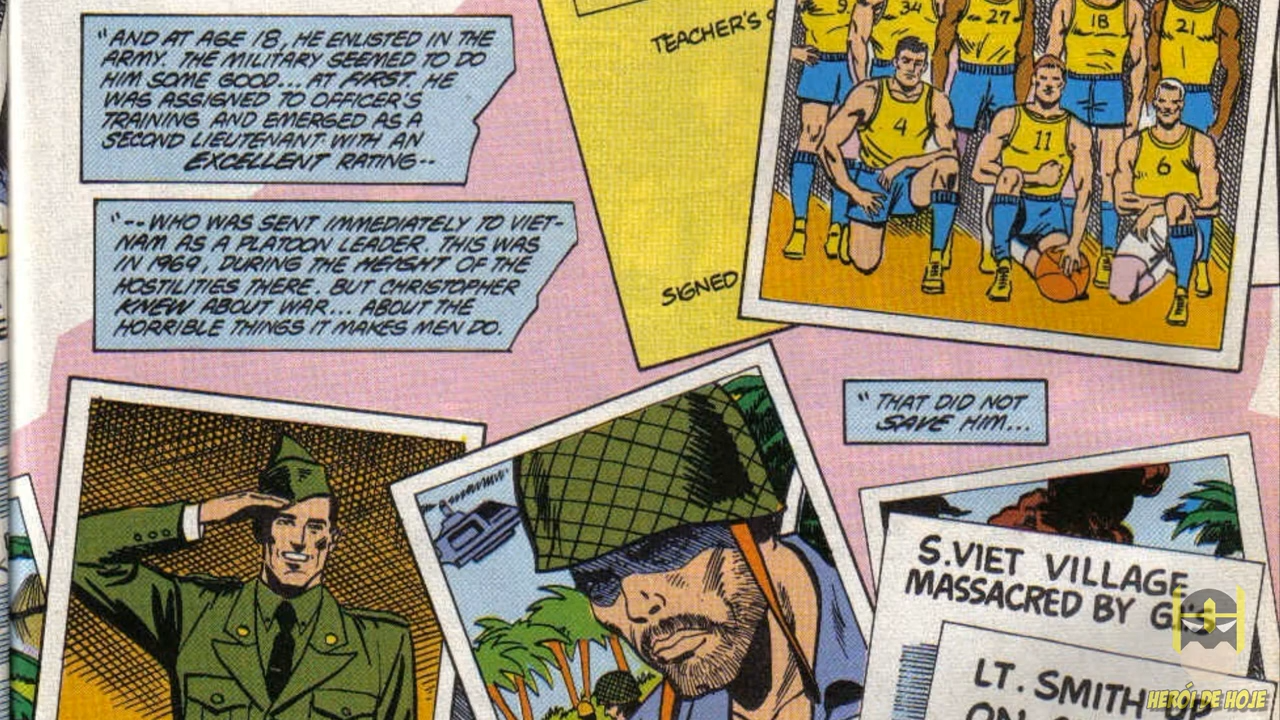 "AND AT AGE 18, HE ENLISTED IN THE
ARMY. THE MILITARY SEEMED TO DO
HIM SOME GOOD... AT FIRST. HE
WAS ASSIGNED TO OFFICER'S
TRAINING AND EMERGED AS A
SECOND LIEUTENANT WITH AN
EXCELLENT RATING--
"--WHO WAS SENT IMMEDIATELY TO VIET-
NAM AS A PLATOON LEADER. THIS WAS
IN 1969, DURING THE HEIGHT OF THE
HOSTILITIES THERE. BUT CHRISTOPHER
KNEW ABOUT WAR... ABOUT THE
HORRIBLE THINGS IT MAKES MEN DO.
TEACHER'S
SIGNED
9 34 27 18 21
4 11 6
"THAT DID NOT
SAVE HIM...
S.VIET VILLAGE
MASSACRED BY
LT. SMITH
HERÓI DE HOJE